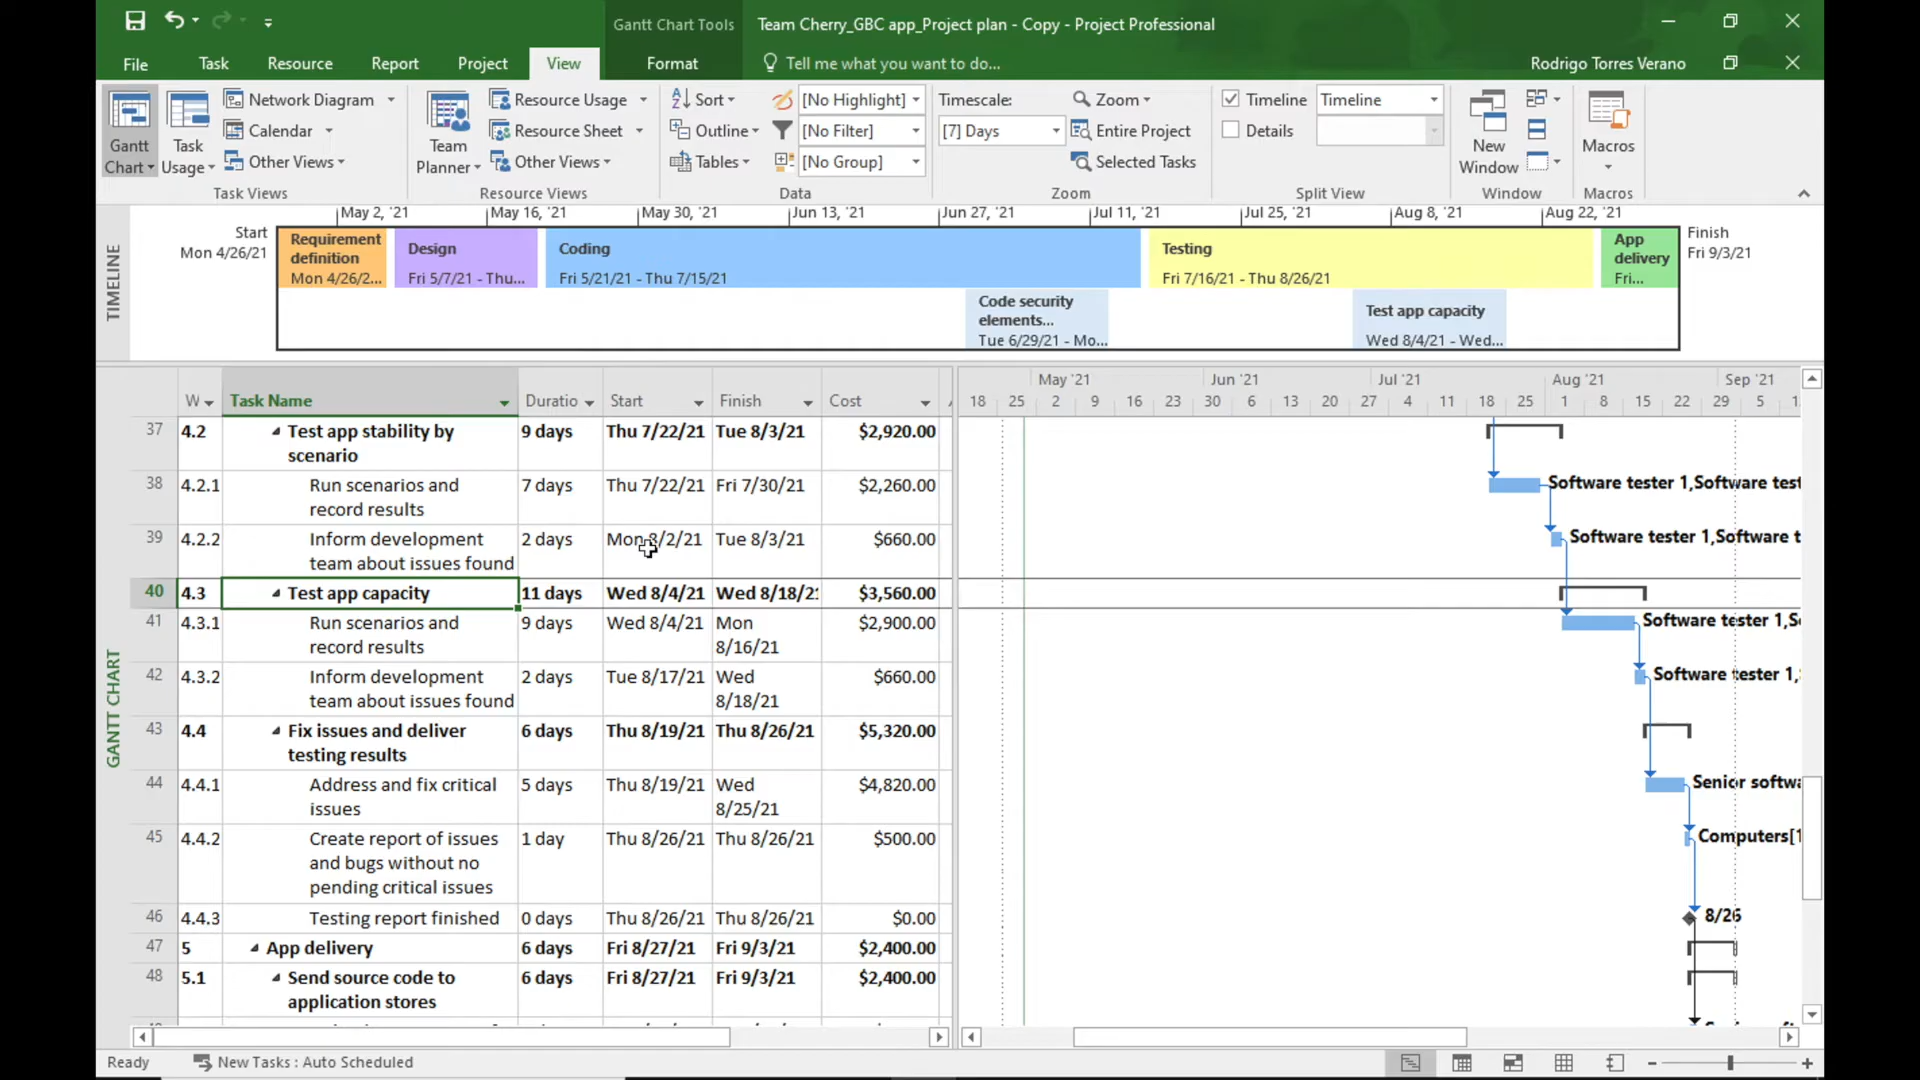 Gantt Chart Tools
Team Cherry_GBC app_Project plan - Copy - Project Professional
File
Task
Resource
Report
Project
View
Format
Tell me what you want to do...
Rodrigo Torres Verano
Gantt
Chart
Task
Usage
Network Diagram
Calendar
Other Views
Task Views
Team
Planner
Resource Usage
Resource Sheet
Other Views
Resource Views
Sort
Outline
Tables
[No Highlight]
[No Filter]
[No Group]
Data
Timescale:
[7] Days
Zoom
Entire Project
Selected Tasks
Zoom
Timeline
Timeline
Details
Split View
New
Window
Window
Macros
Macros
TIMELINE
May 2, '21
May 16, '21
May 30, '21
Jun 13, '21
Jun 27, '21
Jul 11, '21
Jul 25, '21
Aug 8, '21
Aug 22, '21
Start
Mon 4/26/21
Requirement
definition
Mon 4/26/2...
Design
Fri 5/7/21 - Thu...
Coding
Fri 5/21/21 - Thu 7/15/21
Testing
Fri 7/16/21 - Thu 8/26/21
App
delivery
Fri...
Finish
Fri 9/3/21
Code security
elements...
Tue 6/29/21 - Mo...
Test app capacity
Wed 8/4/21 - Wed...
GANTT CHART
W
Task Name
Duratio
Start
Finish
Cost
May '21
Jun '21
Jul '21
Aug '21
Sep '21
18 25 2 9 16 23 30 6 13 20 27 4 11 18 25 1 8 15 22 29 5
37 4.2 Test app stability by 9 days Thu 7/22/21 Tue 8/3/21 $2,920.00
scenario
38 4.2.1 Run scenarios and 7 days Thu 7/22/21 Fri 7/30/21 $2,260.00 Software tester 1,Software test
record results
39 4.2.2 Inform development 2 days Mon 8/2/21 Tue 8/3/21 $660.00 Software tester 1,Software t
team about issues found
40 4.3 Test app capacity 11 days Wed 8/4/21 Wed 8/18/21 $3,560.00
41 4.3.1 Run scenarios and 9 days Wed 8/4/21 Mon $2,900.00 Software tester 1,S
record results 8/16/21
42 4.3.2 Inform development 2 days Tue 8/17/21 Wed $660.00 Software tester 1,
team about issues found 8/18/21
43 4.4 Fix issues and deliver 6 days Thu 8/19/21 Thu 8/26/21 $5,320.00
testing results
44 4.4.1 Address and fix critical 5 days Thu 8/19/21 Wed $4,820.00 Senior softwa
issues 8/25/21
45 4.4.2 Create report of issues 1 day Thu 8/26/21 Thu 8/26/21 $500.00 Computers[1
and bugs without no
pending critical issues
46 4.4.3 Testing report finished 0 days Thu 8/26/21 Thu 8/26/21 $0.00 8/26
47 5 App delivery 6 days Fri 8/27/21 Fri 9/3/21 $2,400.00
48 5.1 Send source code to 6 days Fri 8/27/21 Fri 9/3/21 $2,400.00
application stores
Ready
New Tasks : Auto Scheduled